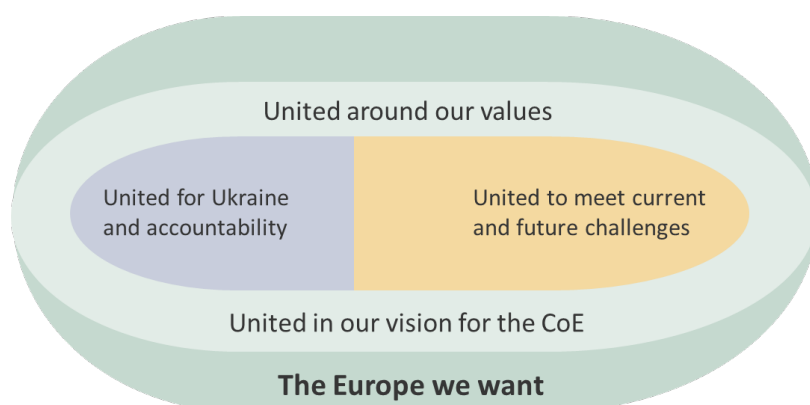 United around our values
United for Ukraine
and accountability
United to meet current
and future challenges
United in our vision for the CoE
The Europe we want